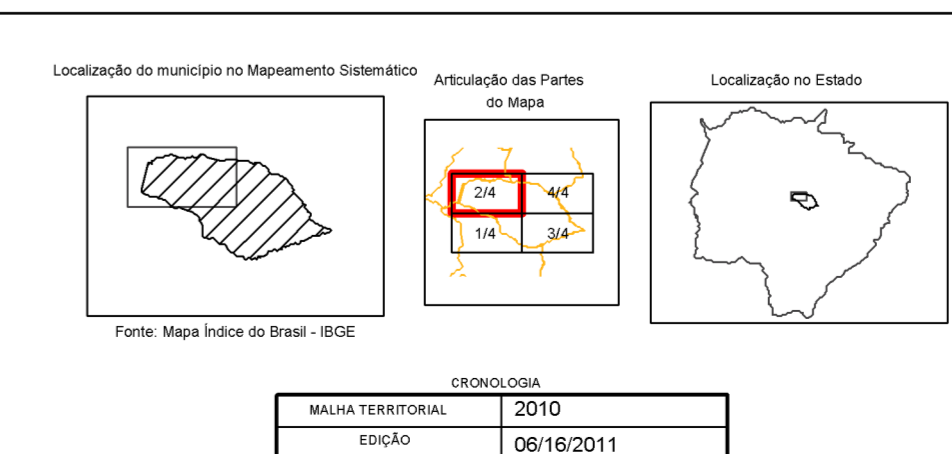 Localização do município no Mapeamento Sistemático
Articulação das Partes
do Mapa
Localização no Estado
2/4
4/4
1/4
3/4
Fonte: Mapa Índice do Brasil - IBGE
CRONOLOGIA
MALHA TERRITORIAL 2010
EDIÇÃO 06/16/2011